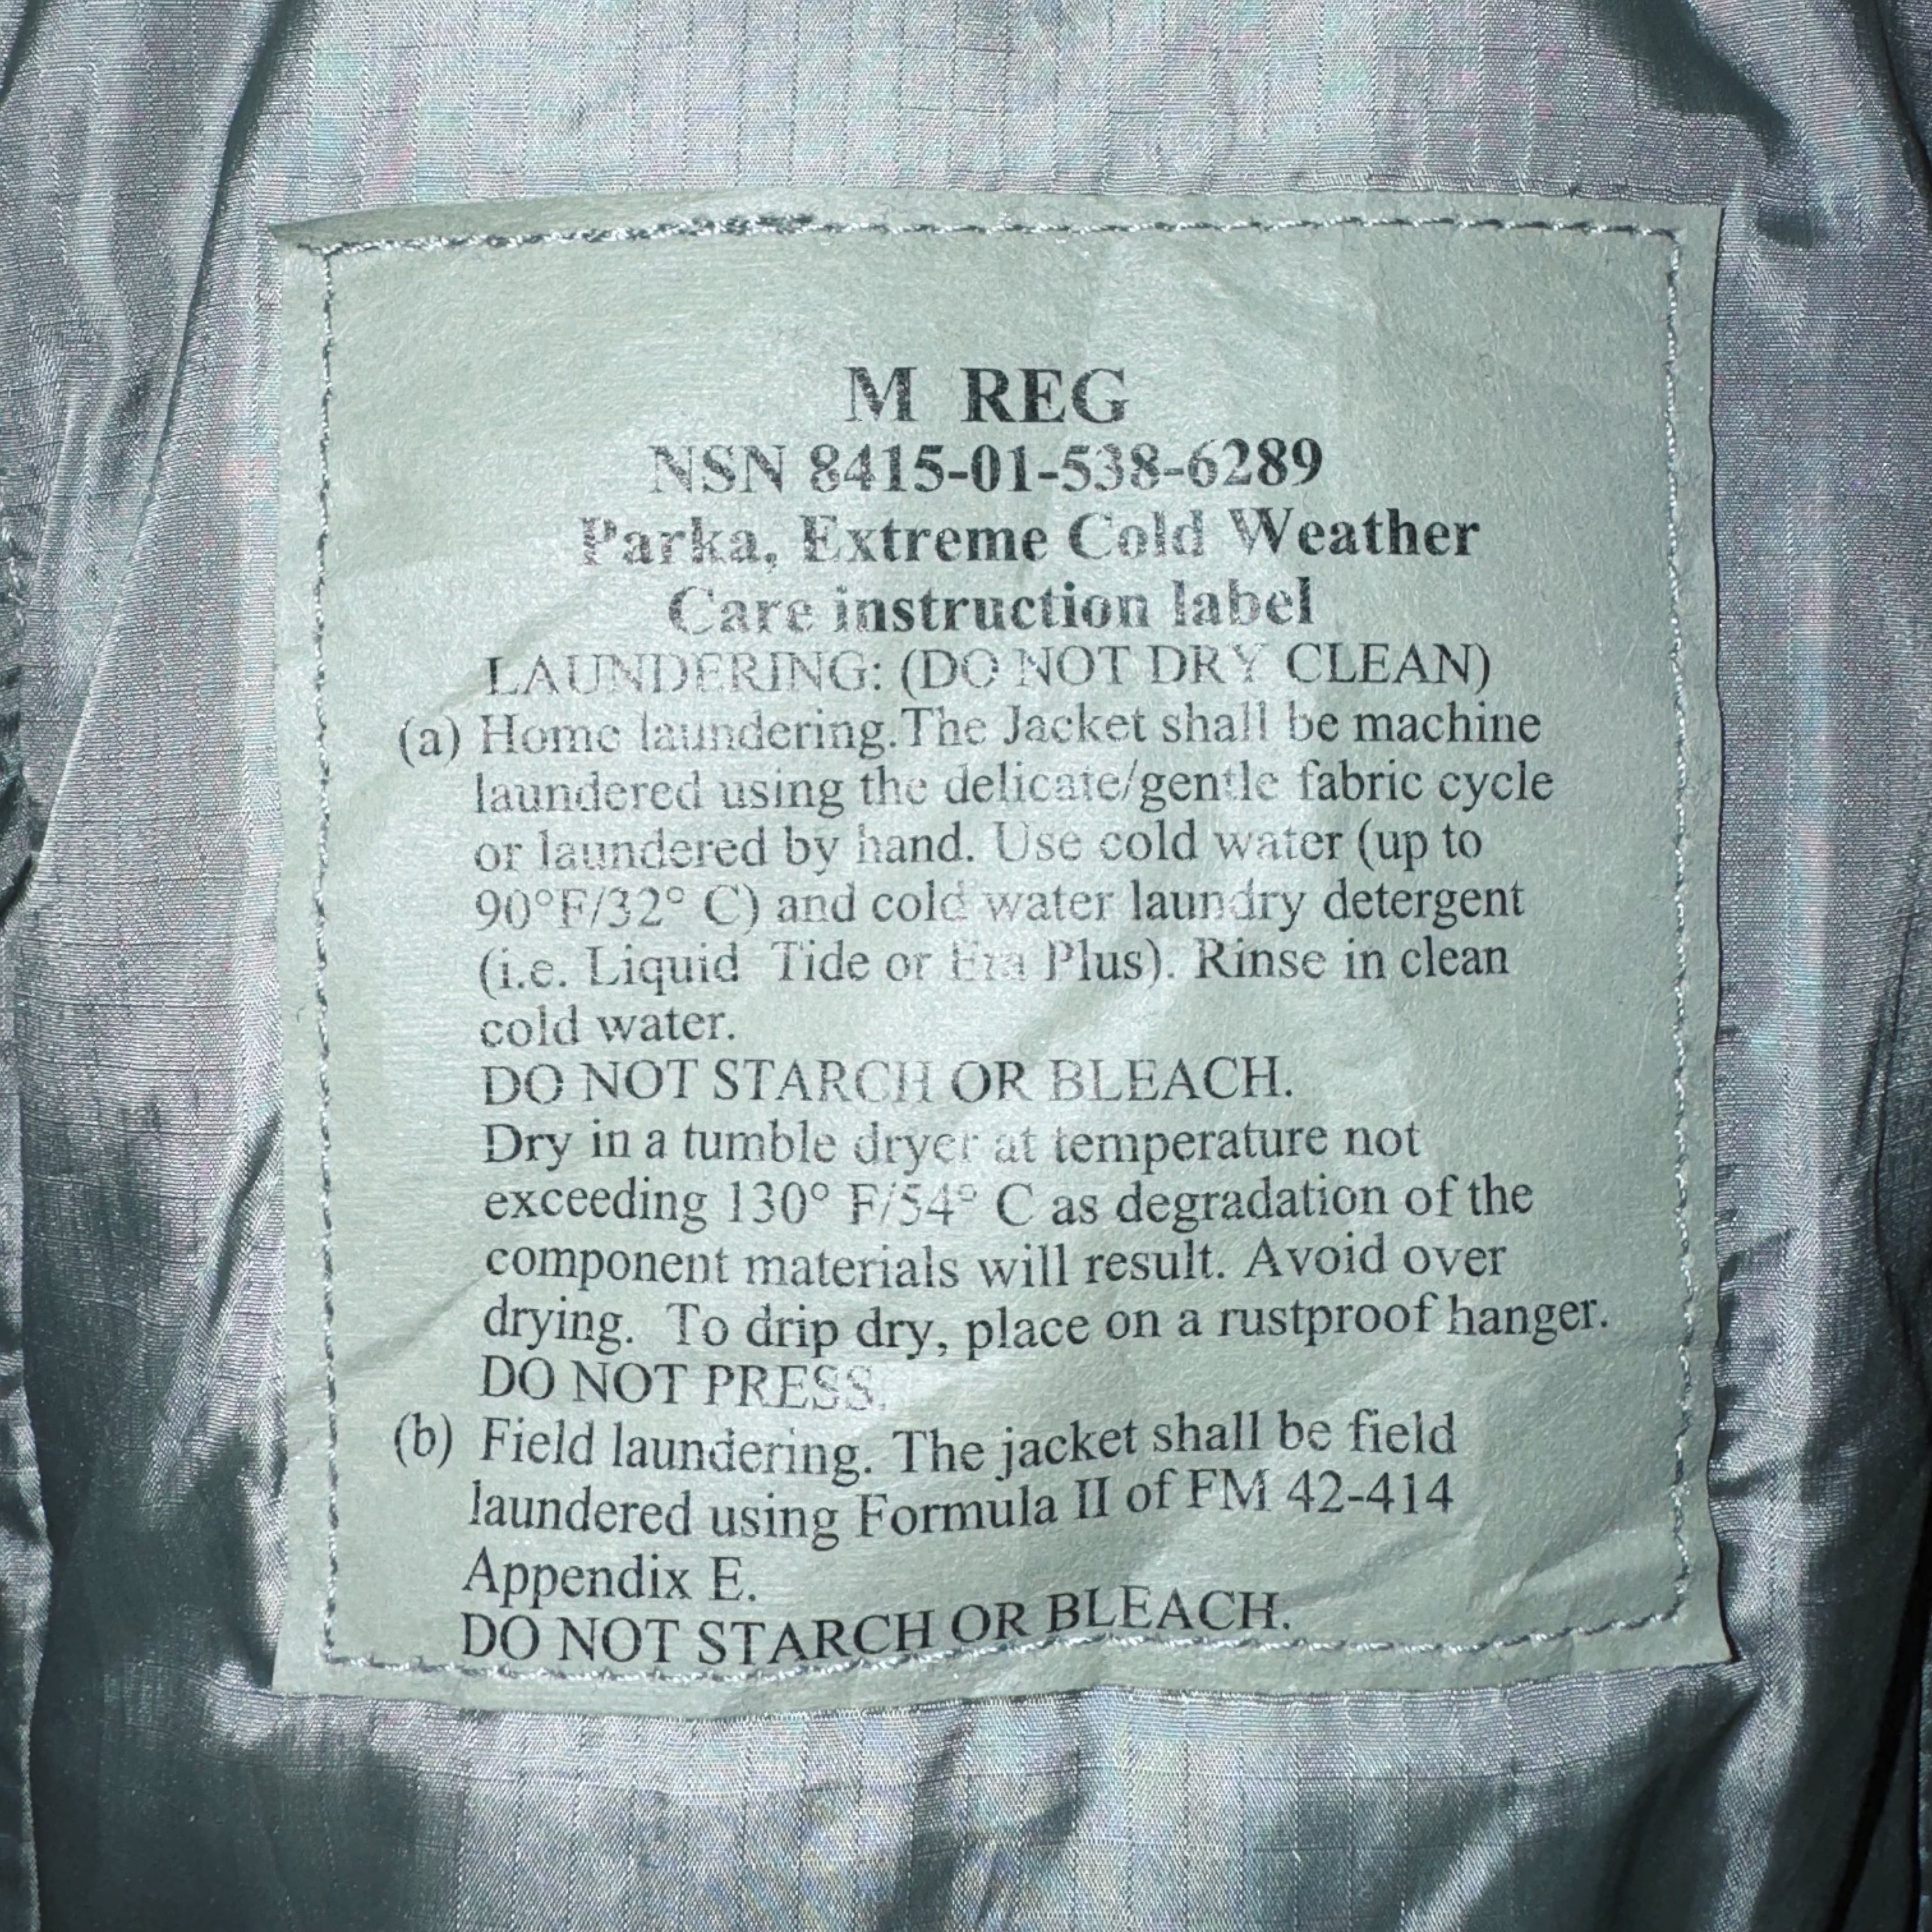 M REG
NSN 8415-01-538-6289
Parka, Extreme Cold Weather
Care instruction label
LAUNDERING: (DO NOT DRY CLEAN)
(a) Home laundering.The Jacket shall be machine
laundered using the delicate/gentle fabric cycle
or laundered by hand. Use cold water (up to
90°F/32° C) and cold water laundry detergent
(i.e. Liquid Tide or Era Plus). Rinse in clean
cold water.
DO NOT STARCH OR BLEACH.
Dry in a tumble dryer at temperature not
exceeding 130° F/54° C as degradation of the
component materials will result. Avoid over
drying. To drip dry, place on a rustproof hanger.
DO NOT PRESS.
(b) Field laundering. The jacket shall be field
laundered using Formula II of FM 42-414
Appendix E.
DO NOT STARCH OR BLEACH.